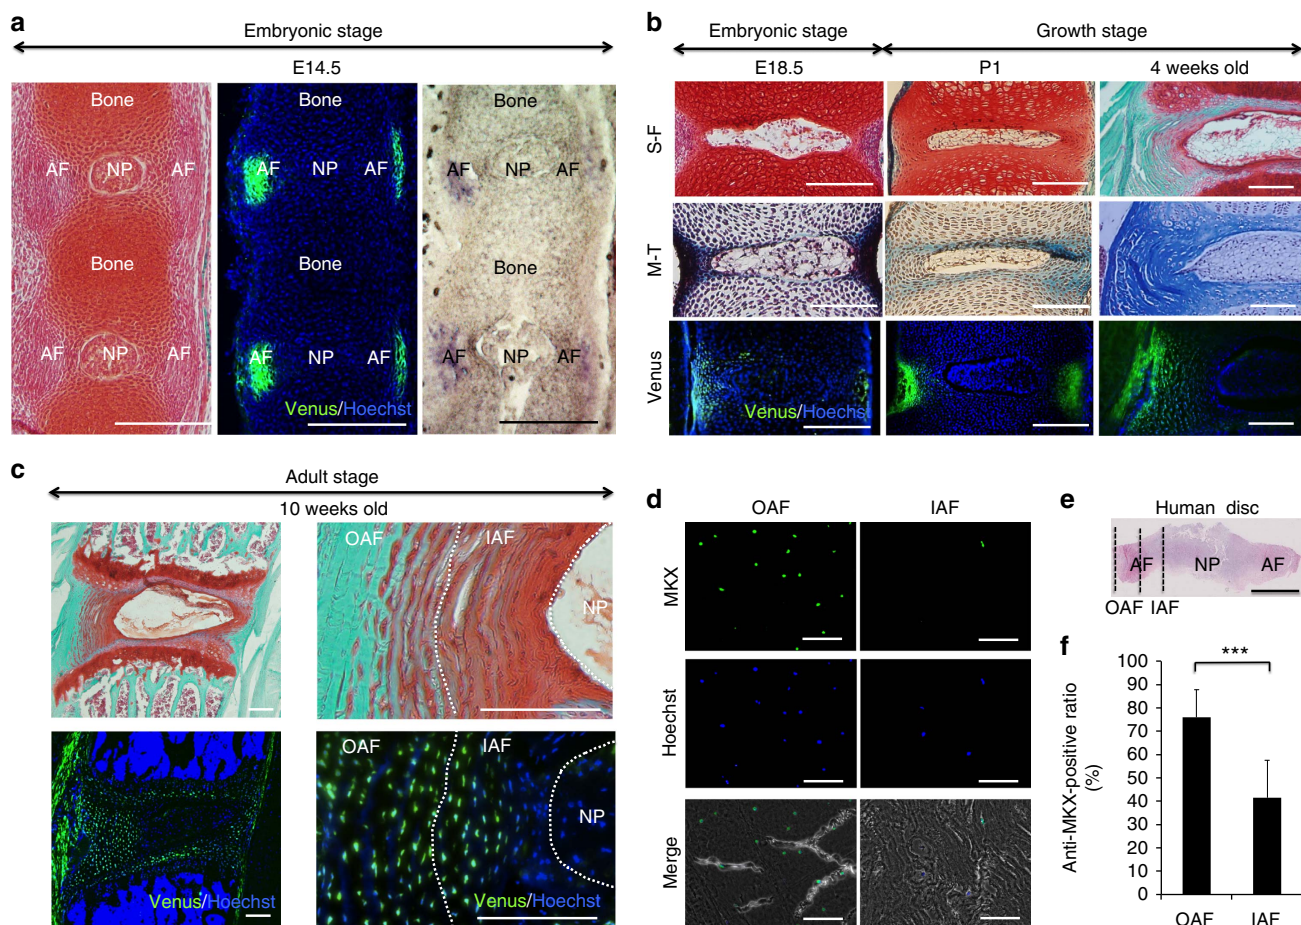 a
Embryonic stage
E14.5
Bone
AF NP AF
Bone
AF NP AF
Bone
AF NP AF
Bone
AF NP AF
Venus/Hoechst
Bone
AF NP AF
Bone
AF NP AF
b
Embryonic stage Growth stage
E18.5 P1 4 weeks old
S-F
M-T
Venus
Venus/Hoechst
c
Adult stage
10 weeks old
OAF IAF
NP
Venus/Hoechst
OAF IAF
NP
Venus/Hoechst
d
OAF IAF
MKX
Hoechst
Merge
e
Human disc
AF NP AF
OAF IAF
f
***
Anti-MKX-positive ratio
(%)
100
90
80
70
60
50
40
30
20
10
0
OAF IAF